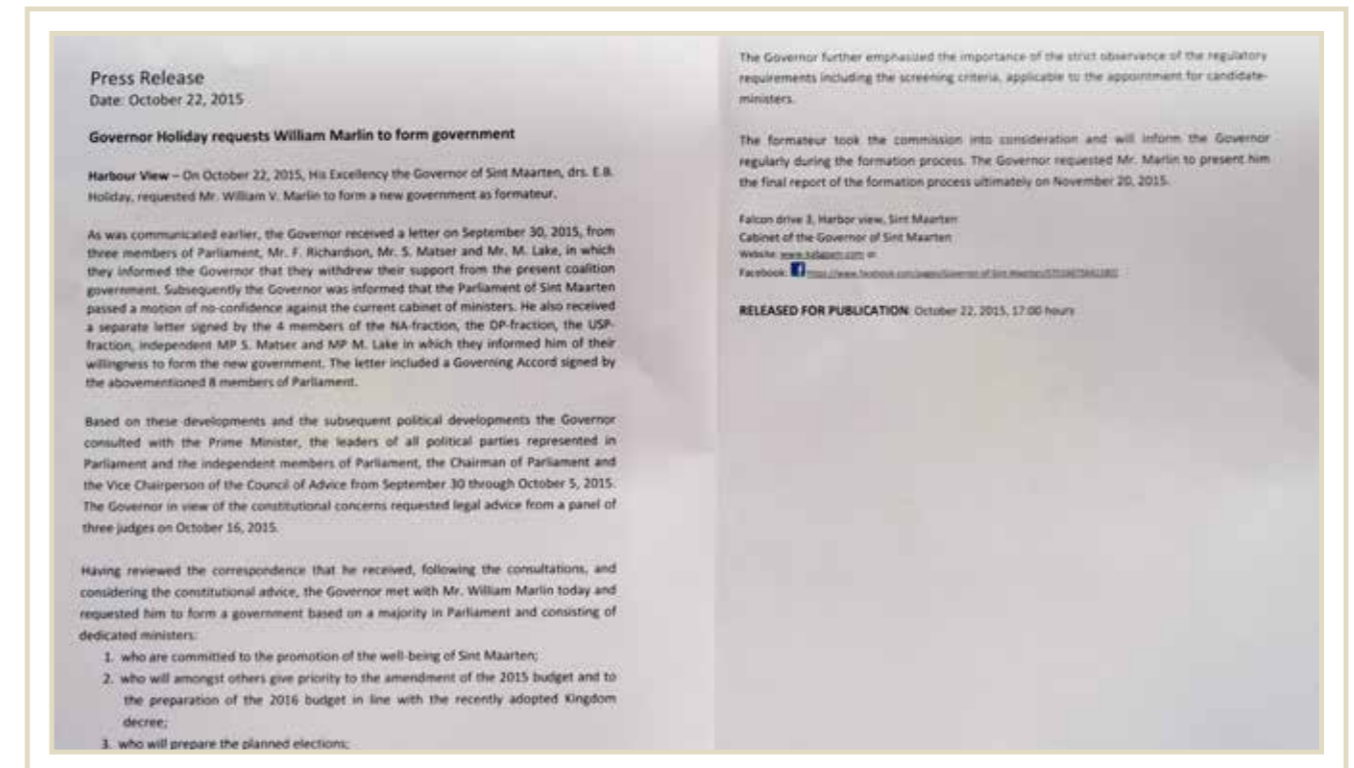 Press Release
Date: October 22, 2015
Governor Holiday requests William Marlin to form government
Harbour View – On October 22, 2015, His Excellency the Governor of Sint Maarten, drs. E.B.
Holiday, requested Mr. William V. Marlin to form a new government as formateur.
As was communicated earlier, the Governor received a letter on September 30, 2015, from
three members of Parliament, Mr. F. Richardson, Mr. S. Matser and Mr. M. Lake, in which
they informed the Governor that they withdrew their support from the present coalition
government. Subsequently the Governor was informed that the Parliament of Sint Maarten
passed a motion of no-confidence against the current cabinet of ministers. He also received
a separate letter signed by the 4 members of the NA-fraction, the DP-fraction, the USP-
fraction, independent MP S. Matser and MP M. Lake in which they informed him of their
willingness to form the new government. The letter included a Governing Accord signed by
the abovementioned 8 members of Parliament.
Based on these developments and the subsequent political developments the Governor
consulted with the Prime Minister, the leaders of all political parties represented in
Parliament and the independent members of Parliament, the Chairman of Parliament and
the Vice Chairperson of the Council of Advice from September 30 through October 5, 2015.
The Governor in view of the constitutional concerns requested legal advice from a panel of
three judges on October 16, 2015.
Having reviewed the correspondence that he received, following the consultations, and
considering the constitutional advice, the Governor met with Mr. William Marlin today and
requested him to form a government based on a majority in Parliament and consisting of
dedicated ministers:
1. who are committed to the promotion of the well-being of Sint Maarten;
2. who will amongst others give priority to the amendment of the 2015 budget and to
the preparation of the 2016 budget in line with the recently adopted Kingdom
decree;
3. who will prepare the planned elections;
The Governor further emphasized the importance of the strict observance of the regulatory
requirements including the screening criteria, applicable to the appointment for candidate-
ministers.
The formateur took the commission into consideration and will inform the Governor
regularly during the formation process. The Governor requested Mr. Marlin to present him
the final report of the formation process ultimately on November 20, 2015.
Falcon drive 3, Harbor view, Sint Maarten
Cabinet of the Governor of Sint Maarten
Website: or
Facebook:
RELEASED FOR PUBLICATION: October 22, 2015, 17:00 hours